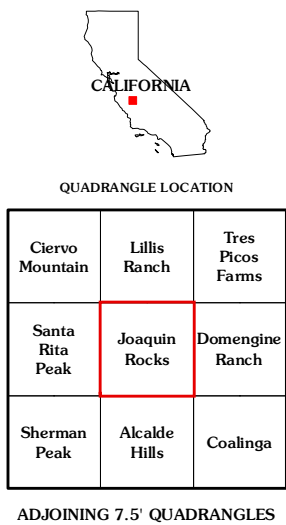 CALIFORNIA
QUADRANGLE LOCATION
Ciervo
Mountain
Lillis
Ranch
Tres
Picos
Farms
Santa
Rita
Peak
Joaquin
Rocks
Domengine
Ranch
Sherman
Peak
Alcalde
Hills
Coalinga
ADJOINING 7.5' QUADRANGLES